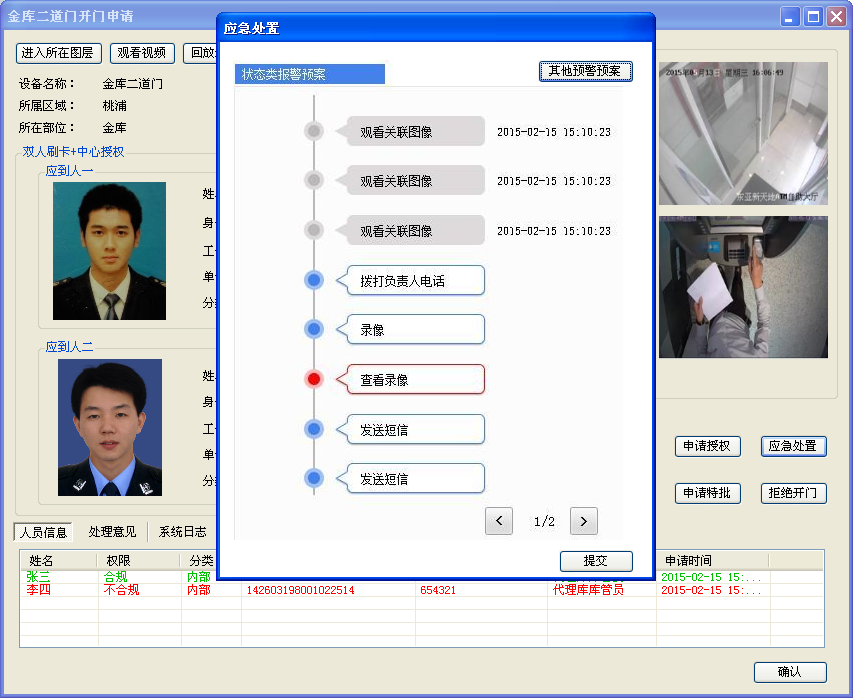 金库二道门开门申请
应急处置
进入所在图层
观看视频
回放
状态类报警预案
其他预警预案
设备名称： 金库二道门
所属区域： 桃浦
所在部位： 金库
双人刷卡+中心授权
应到人一
姓
身
工
单
分
应到人二
姓
身
工
单
分
观看关联图像 2015-02-15 15:10:23
观看关联图像 2015-02-15 15:10:23
观看关联图像 2015-02-15 15:10:23
拨打负责人电话
录像
查看录像
发送短信
发送短信
< 1/2 >
提交
星期三 16:06:49
自助大厅
申请授权
应急处置
申请特批
拒绝开门
人员信息
处理意见
系统日志
姓名 权限 分类 申请时间
张三 合规 内部 2015-02-15 15:...
李四 不合规 内部 142603198001022514 654321 代理库库管员 2015-02-15 15:...
确认